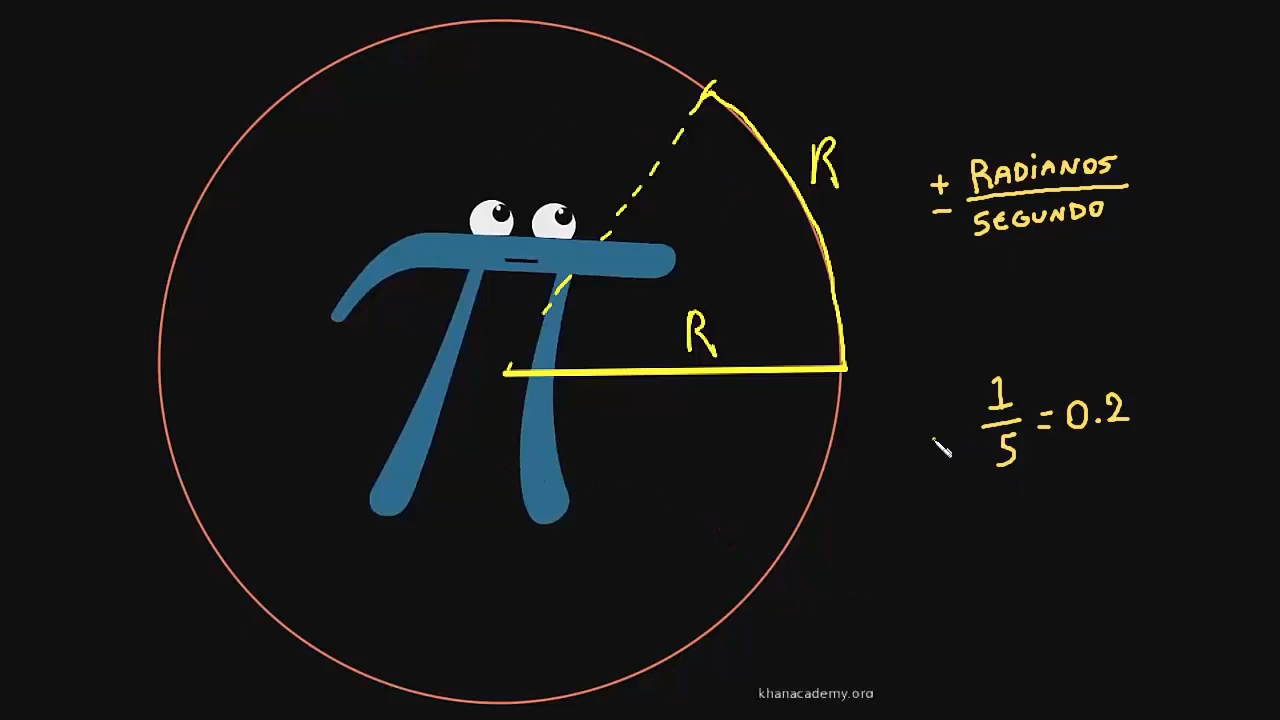 R
+ RADIANOS
- SEGUNDO
R
1
5 = 0.2
khanacademy.org